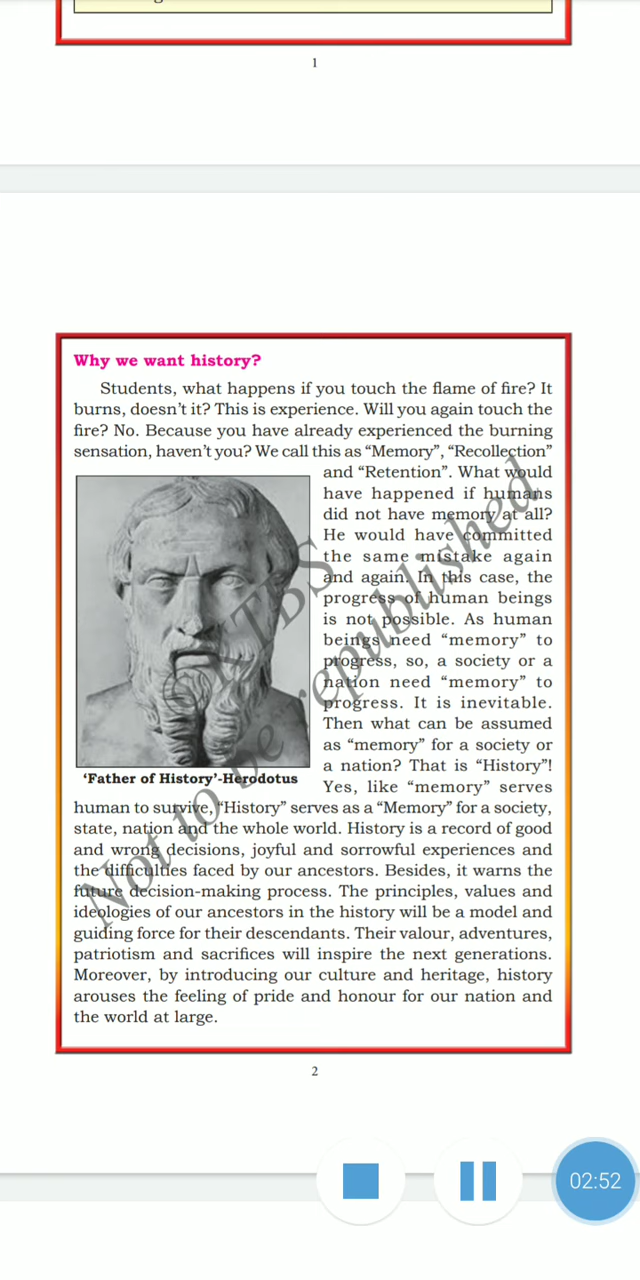 1
Why we want history?
Students, what happens if you touch the flame of fire? It
burns, doesn’t it? This is experience. Will you again touch the
fire? No. Because you have already experienced the burning
sensation, haven’t you? We call this as “Memory”, “Recollection”
and “Retention”. What would
have happened if humans
did not have memory at all?
He would have committed
the same mistake again
and again. In this case, the
progress of human beings
is not possible. As human
beings need “memory” to
progress, so, a society or a
nation need “memory” to
progress. It is inevitable.
Then what can be assumed
as “memory” for a society or
a nation? That is “History”!
Yes, like “memory” serves
‘Father of History’-Herodotus
human to survive, “History” serves as a “Memory” for a society,
state, nation and the whole world. History is a record of good
and wrong decisions, joyful and sorrowful experiences and
the difficulties faced by our ancestors. Besides, it warns the
future decision-making process. The principles, values and
ideologies of our ancestors in the history will be a model and
guiding force for their descendants. Their valour, adventures,
patriotism and sacrifices will inspire the next generations.
Moreover, by introducing our culture and heritage, history
arouses the feeling of pride and honour for our nation and
the world at large.
©KTBS
Not to be republished
2
02:52